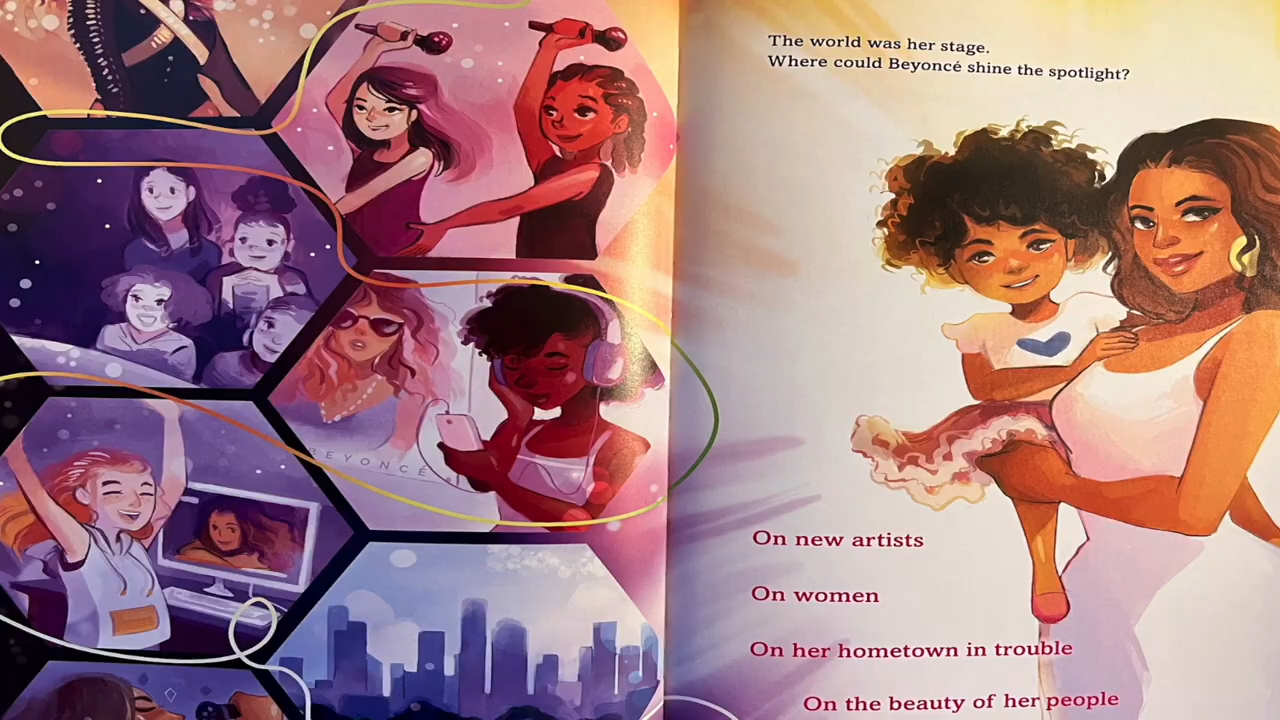 BEYONCÉ
The world was her stage.
Where could Beyoncé shine the spotlight?
On new artists
On women
On her hometown in trouble
On the beauty of her people